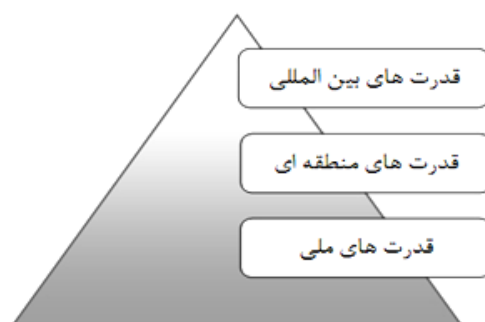 قدرت های بین المللی
قدرت های منطقه ای
قدرت های ملی